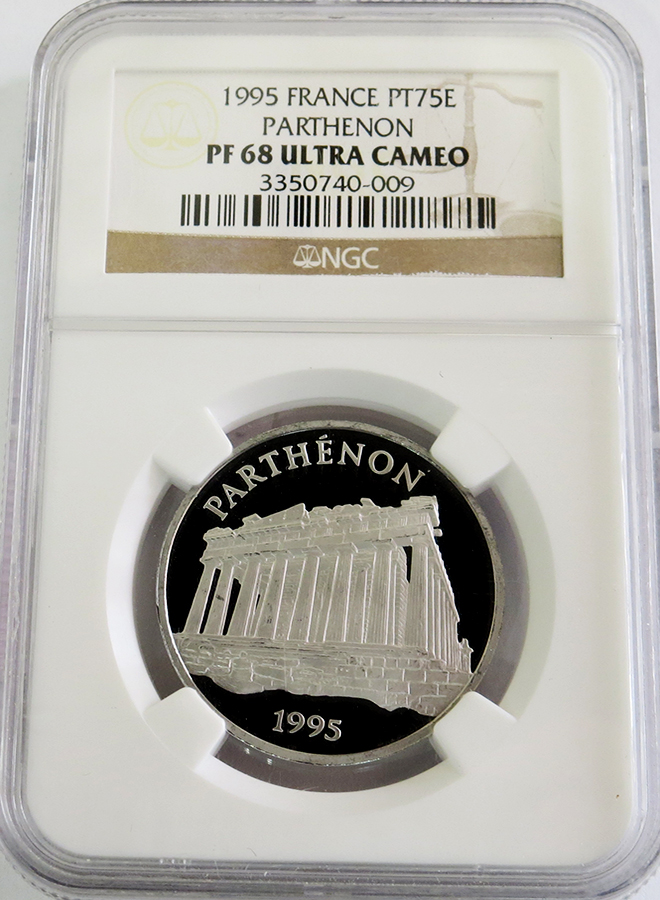 1995 FRANCE PT75E
PARTHENON
PF 68 ULTRA CAMEO
3350740-009
NGC
PARTHÉNON
1995